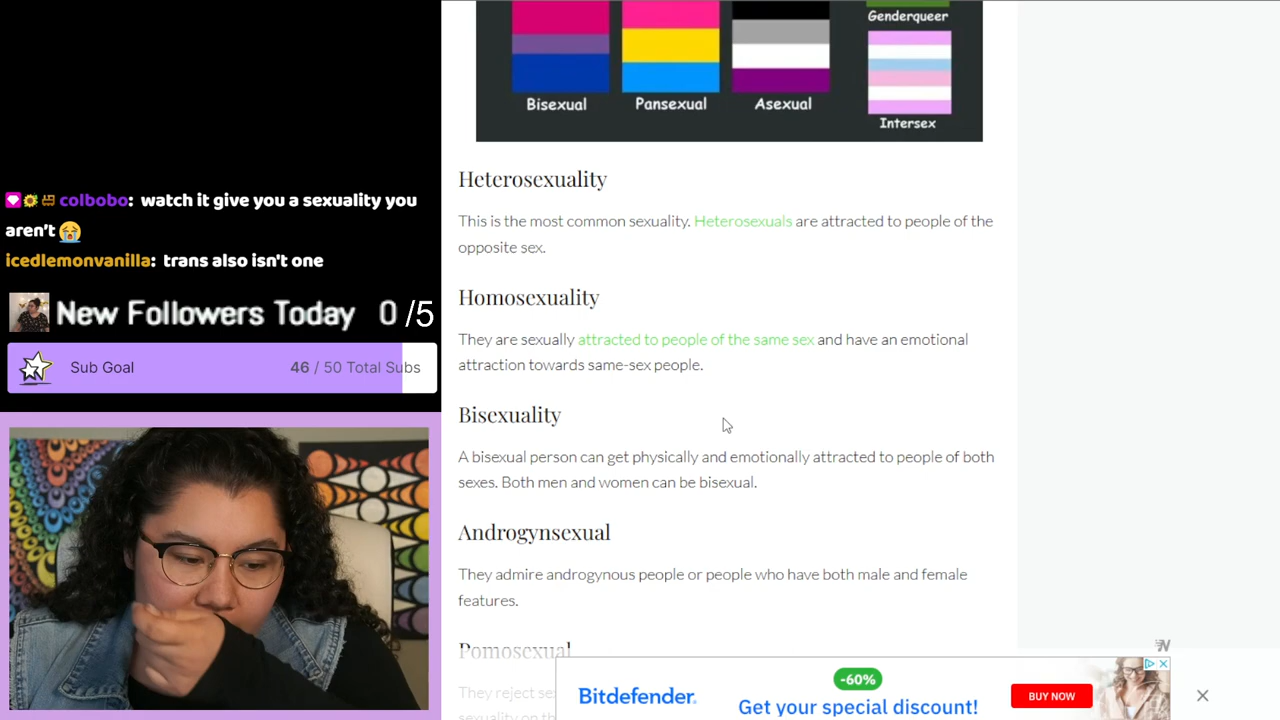 colbobo: watch it give you a sexuality you
aren't 😭
icedlemonvanilla: trans also isn't one
New Followers Today 0 /5
Sub Goal 46 / 50 Total Subs
Genderqueer
Bisexual Pansexual Asexual
Intersex
Heterosexuality
This is the most common sexuality. Heterosexuals are attracted to people of the
opposite sex.
Homosexuality
They are sexually attracted to people of the same sex and have an emotional
attraction towards same-sex people.
Bisexuality
A bisexual person can get physically and emotionally attracted to people of both
sexes. Both men and women can be bisexual.
Androgynsexual
They admire androgynous people or people who have both male and female
features.
Pomosexual
They reject
sexuality on
Bitdefender.
-60%
Get your special discount!
BUY NOW